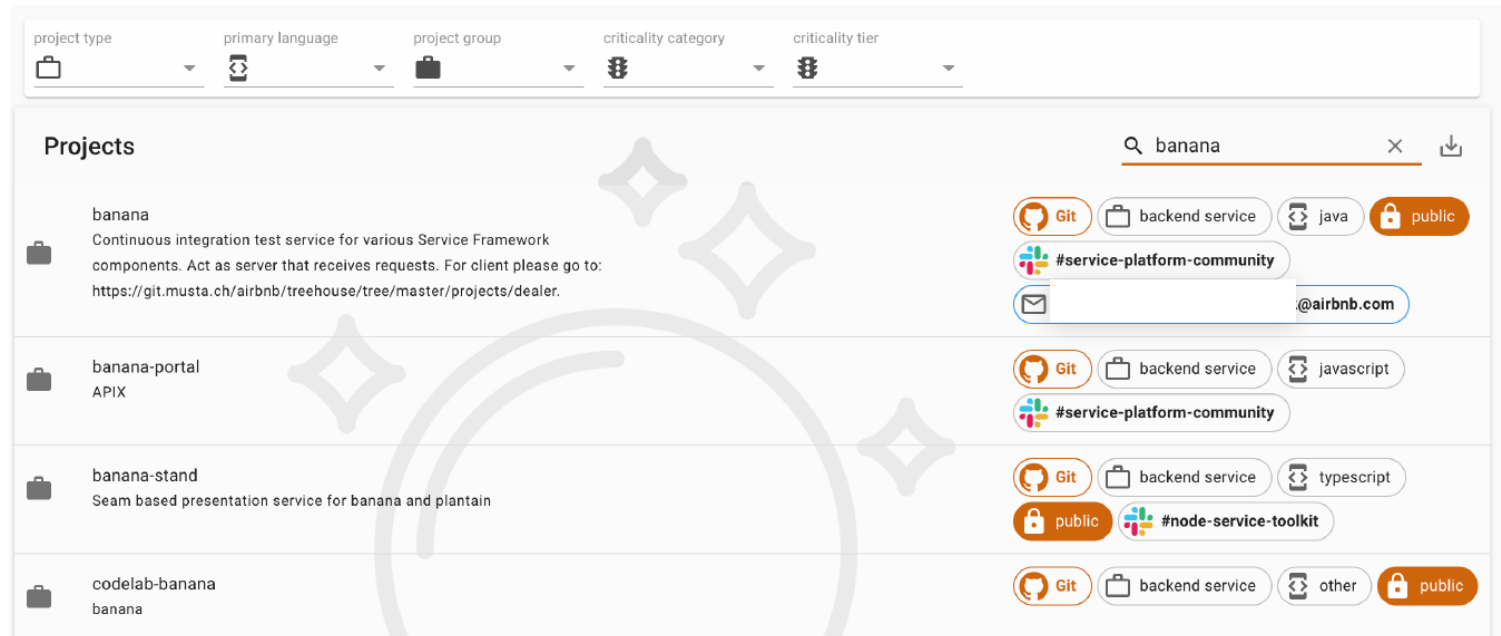 project type primary language project group criticality category criticality tier
Projects
banana
banana
Continuous integration test service for various Service Framework
components. Act as server that receives requests. For client please go to:
https://git.musta.ch/airbnb/treehouse/tree/master/projects/dealer.
Git backend service java public
#service-platform-community
@airbnb.com
banana-portal
APIX
Git backend service javascript
#service-platform-community
banana-stand
Seam based presentation service for banana and plantain
Git backend service typescript
public #node-service-toolkit
codelab-banana
banana
Git backend service other public